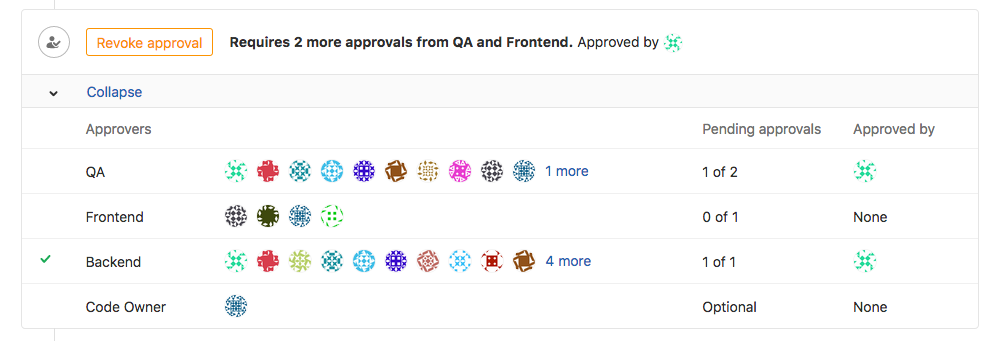 Revoke approval Requires 2 more approvals from QA and Frontend. Approved by
Collapse
Approvers Pending approvals Approved by
QA 1 more 1 of 2
Frontend 0 of 1 None
Backend 4 more 1 of 1
Code Owner Optional None